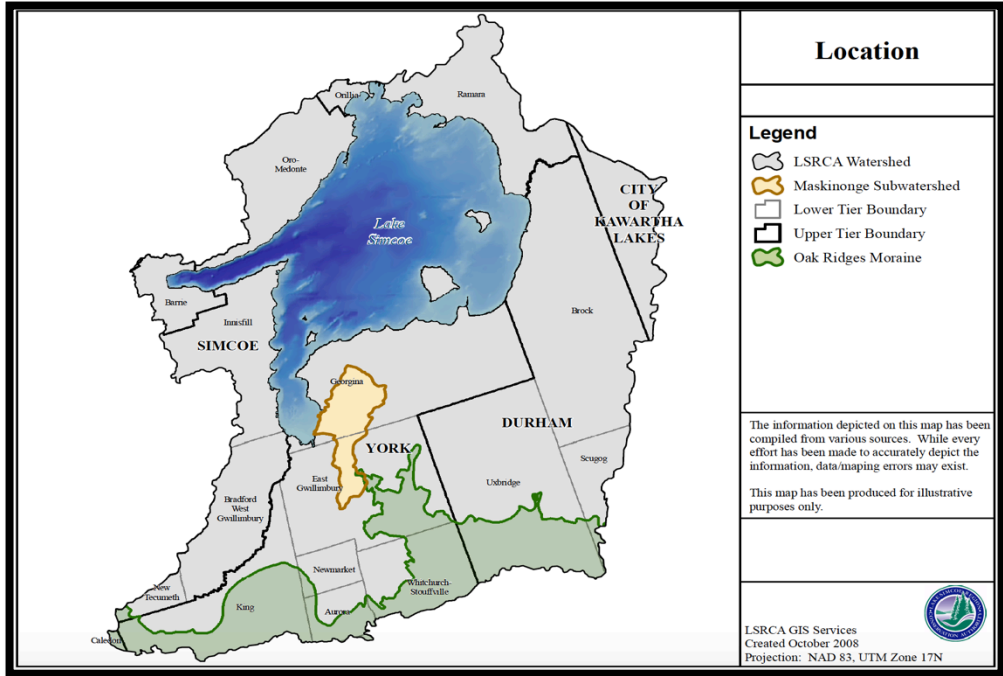 Location
Legend
LSRCA Watershed
Maskinonge Subwatershed
Lower Tier Boundary
Upper Tier Boundary
Oak Ridges Moraine
The information depicted on this map has been
compiled from various sources. While every
effort has been made to accurately depict the
information, data/maping errors may exist.
This map has been produced for illustrative
purposes only.
LSRCA GIS Services
Created October 2008
Projection: NAD 83, UTM Zone 17N
Orillia
Ramara
Oro-
Medonte
CITY
OF
KAWARTHA
LAKES
Lake
Simcoe
Barrie
Innisfill
SIMCOE
Brock
Georgina
DURHAM
YORK
Scugog
East
Gwillimbury
Uxbridge
Bradford
West
Gwillimbury
Newmarket
New
Tecumseth
Whitchurch-
Stouffville
King
Aurora
Caledon